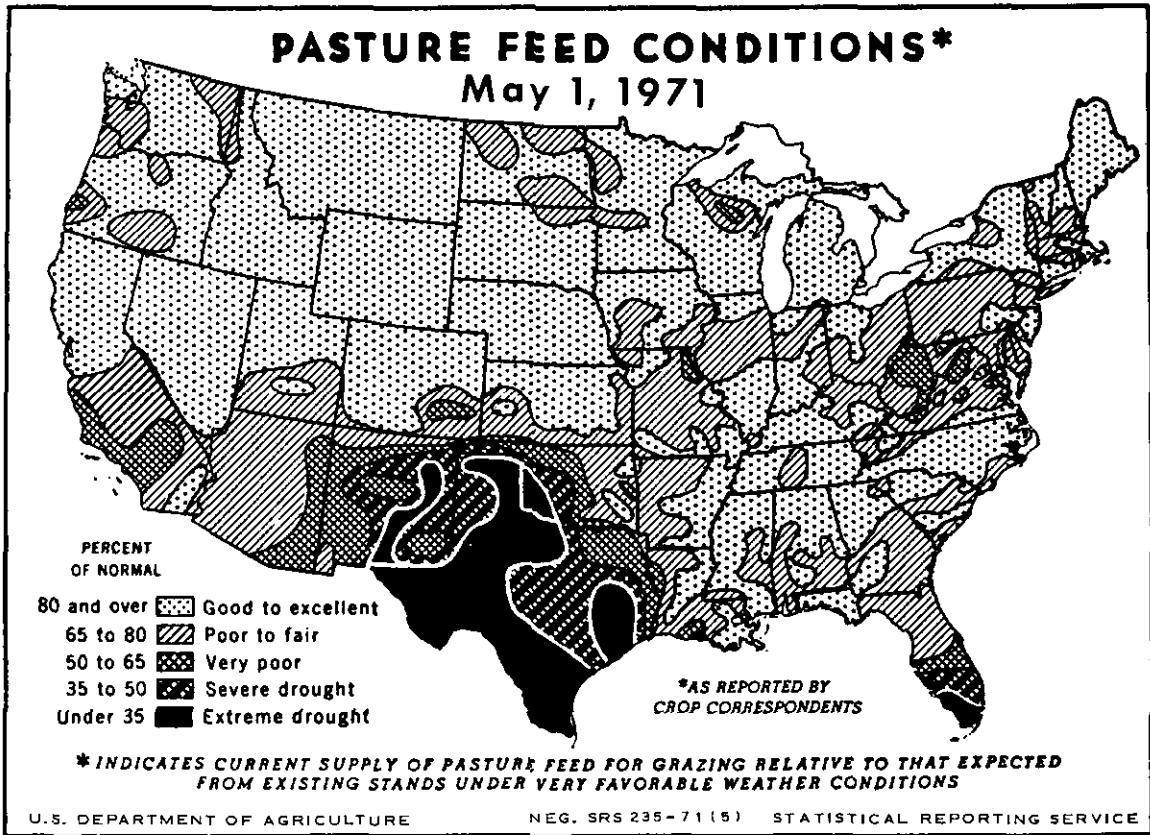 PASTURE FEED CONDITIONS*
May 1, 1971
PERCENT
OF NORMAL
80 and over Good to excellent
65 to 80 Poor to fair
50 to 65 Very poor
35 to 50 Severe drought
Under 35 Extreme drought
*AS REPORTED BY
CROP CORRESPONDENTS
* INDICATES CURRENT SUPPLY OF PASTURE FEED FOR GRAZING RELATIVE TO THAT EXPECTED
FROM EXISTING STANDS UNDER VERY FAVORABLE WEATHER CONDITIONS
U.S. DEPARTMENT OF AGRICULTURE NEG. SRS 235-71(5) STATISTICAL REPORTING SERVICE